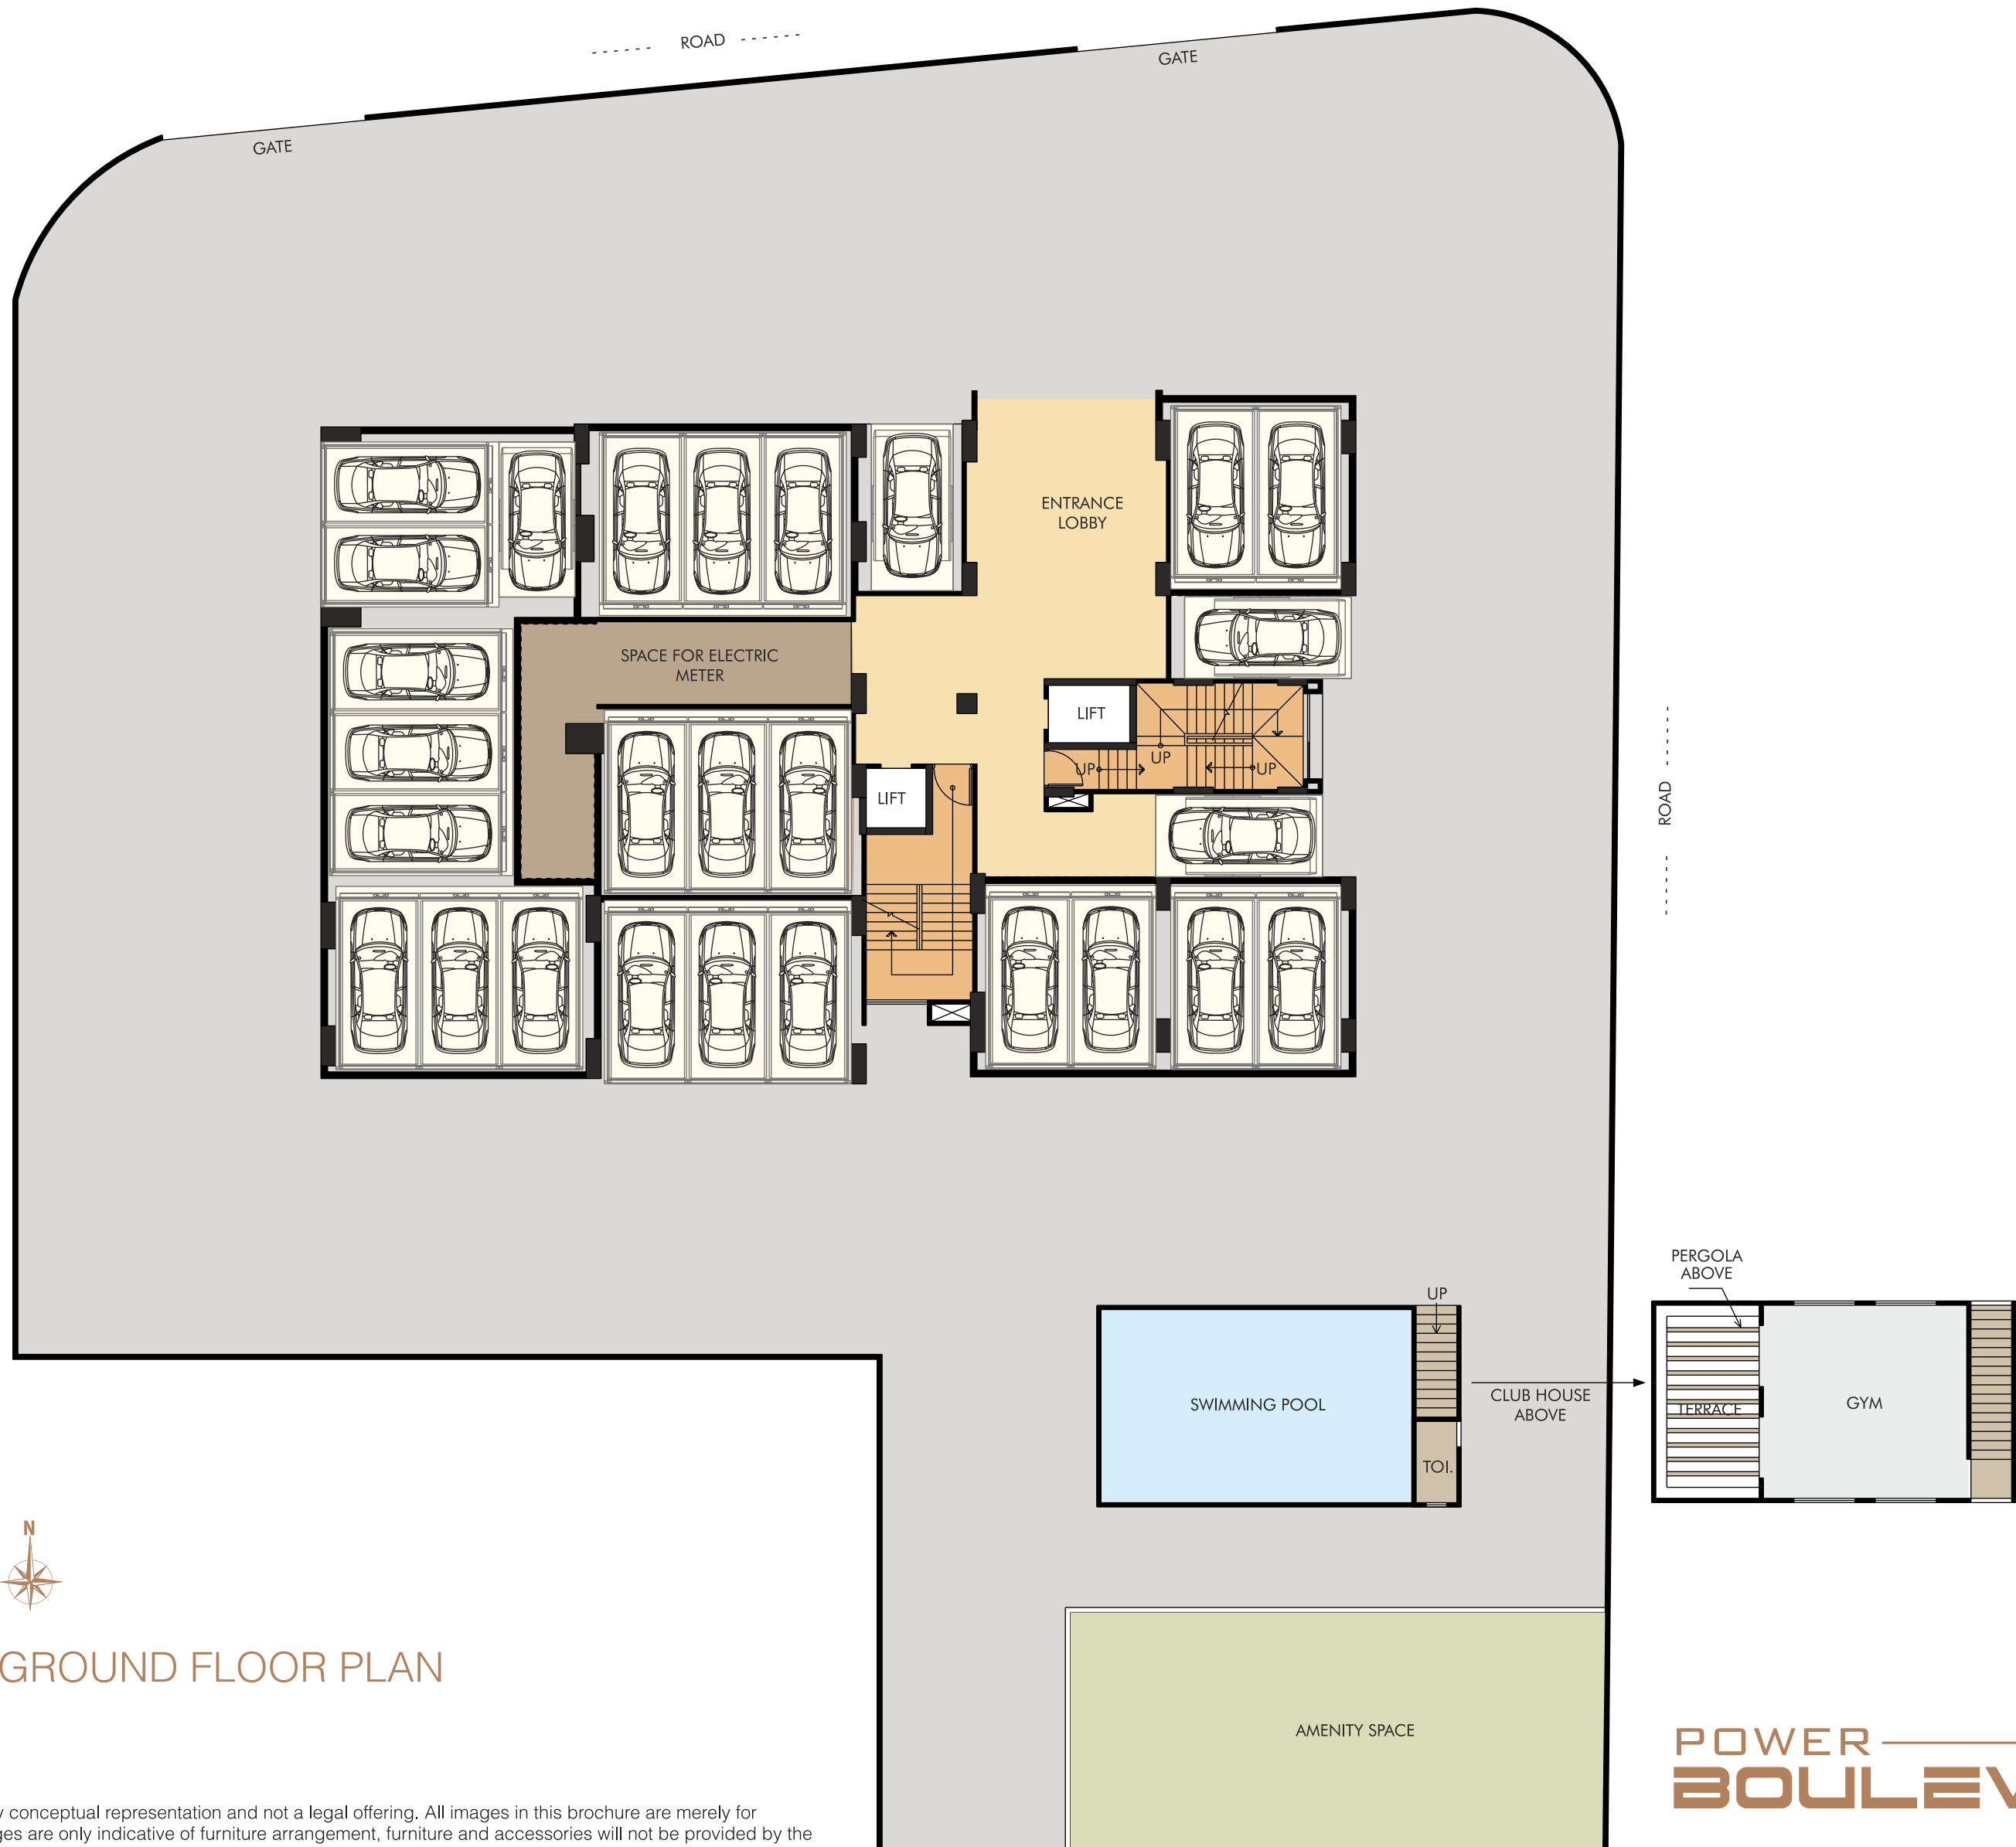 ROAD
GATE
GATE
ENTRANCE
LOBBY
SPACE FOR ELECTRIC
METER
LIFT
UP
UP
UP
LIFT
ROAD
PERGOLA
ABOVE
UP
SWIMMING POOL
CLUB HOUSE
ABOVE
TERRACE
GYM
TOI.
N
GROUND FLOOR PLAN
AMENITY SPACE
POWER
conceptual representation and not a legal offering. All images in this brochure are merely for
are only indicative of furniture arrangement, furniture and accessories will not be provided by the